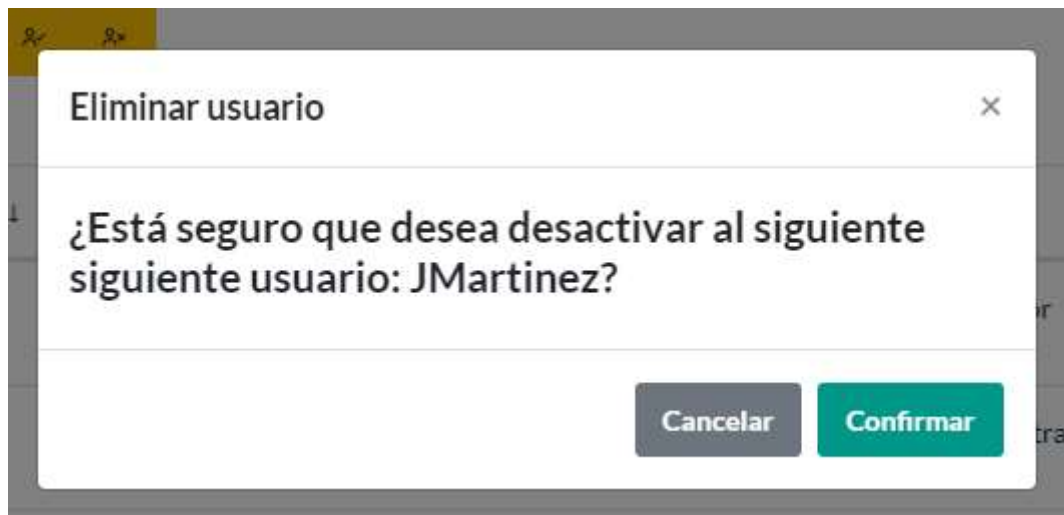 Eliminar usuario
×
¿Está seguro que desea desactivar al siguiente
siguiente usuario: JMartinez?
Cancelar
Confirmar